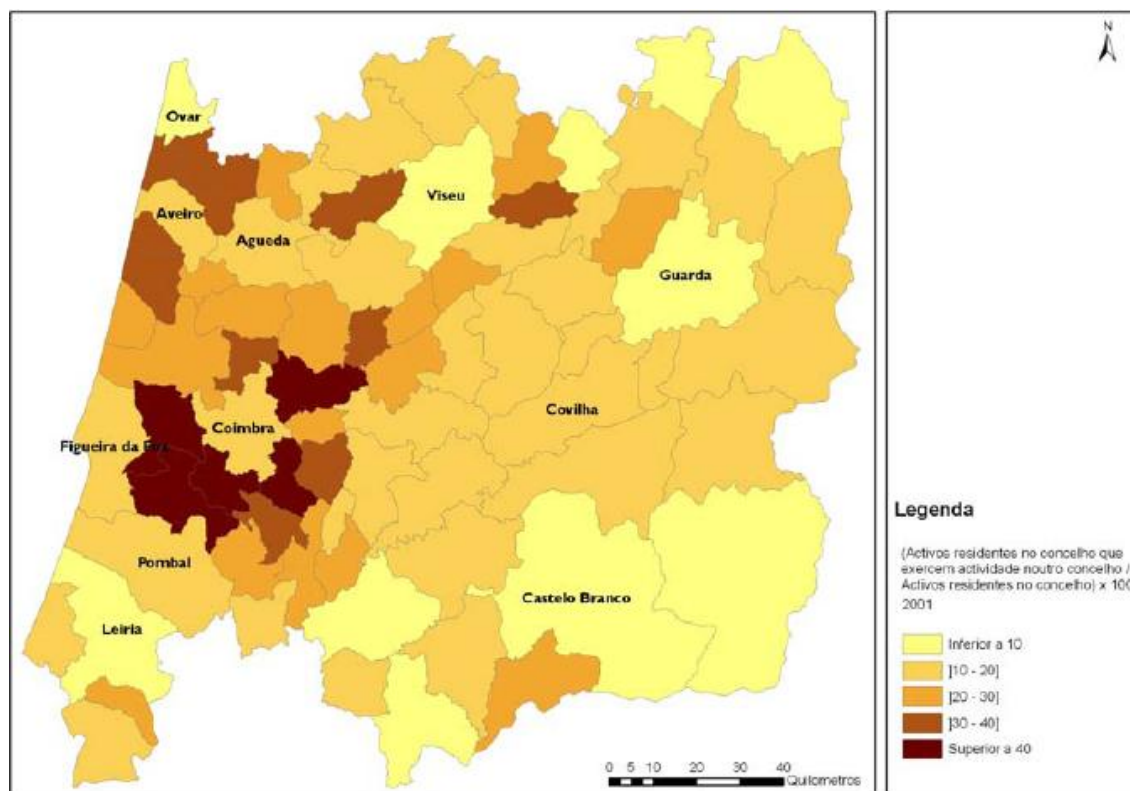 N
Ovar
Viseu
Aveiro
Agueda
Guarda
Covilha
Coimbra
Figueira da Foz
Pombal
Castelo Branco
Leiria
0 5 10 20 30 40
Quilometros
Legenda
(Activos residentes no concelho que
exercem actividade noutro concelho /
Activos residentes no concelho) x 100
2001
Inferior a 10
]10 - 20]
]20 - 30]
]30 - 40]
Superior a 40